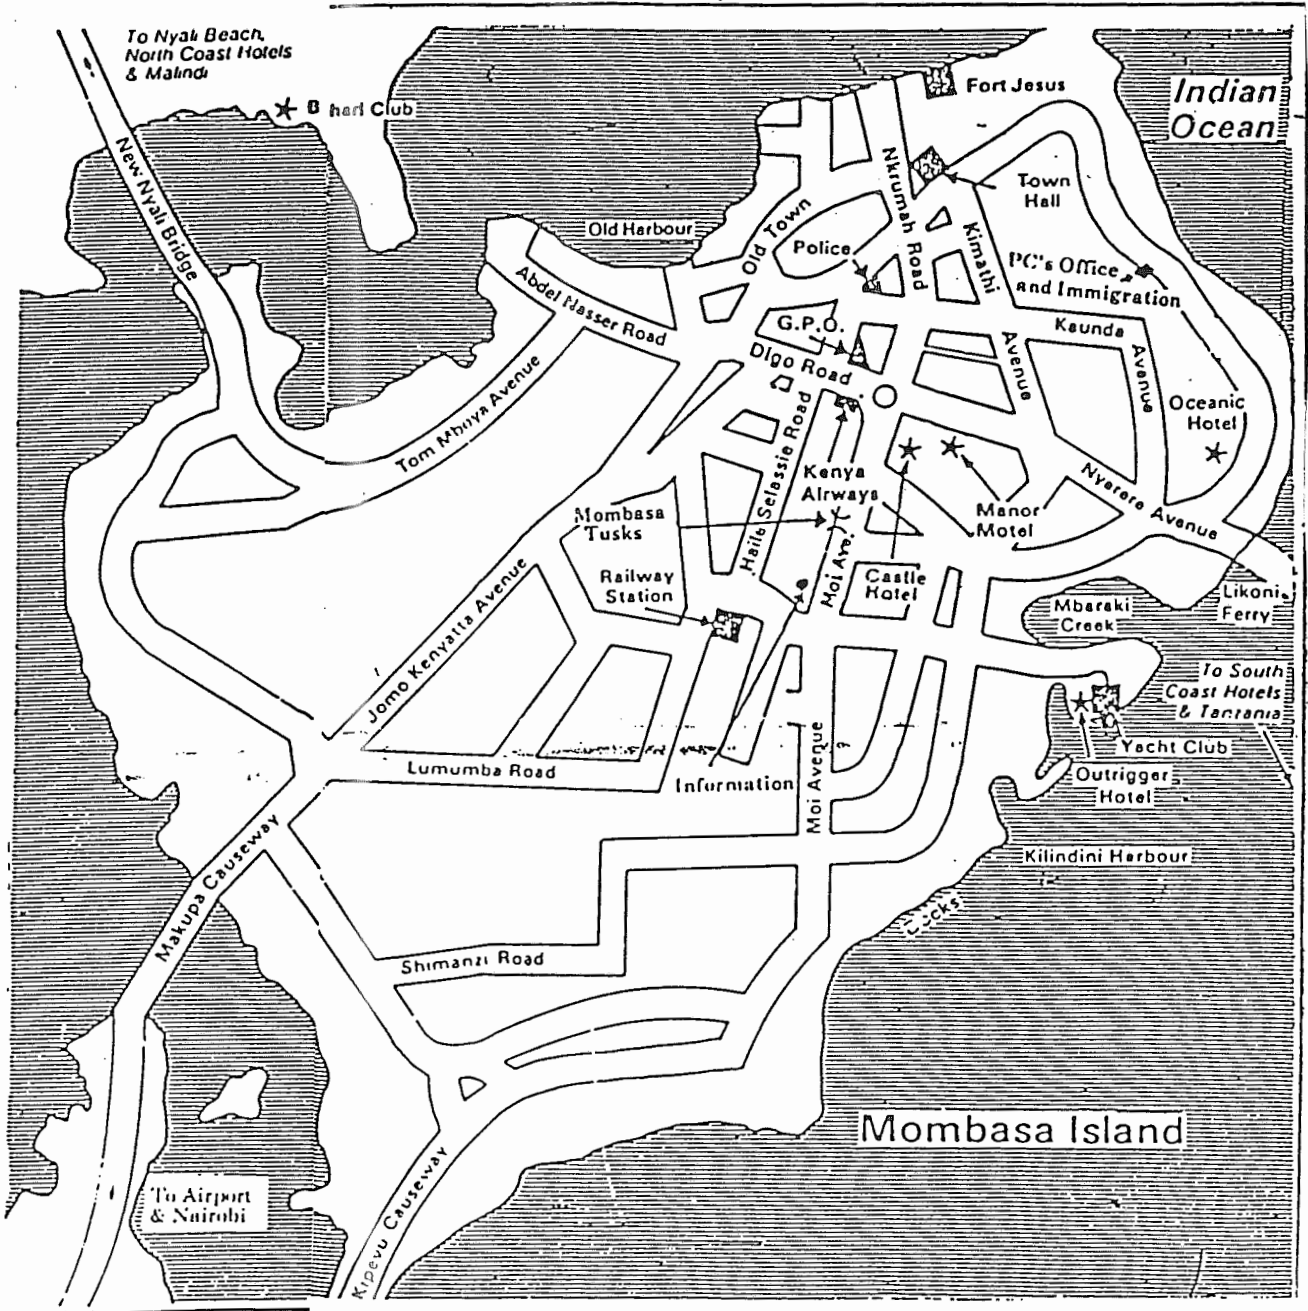 To Nyali Beach,
North Coast Hotels
& Malindi
hari Club
New Nyali Bridge
Fort Jesus
Indian
Ocean
Town
Hall
Nkrumah Road
Old Harbour
Old Town
Police
Kimathi
Avenue
PC's Office
and Immigration
Abdel Nasser Road
G.P.O.
Kaunda
Avenue
Digo Road
Oceanic
Hotel
Tom Mboya Avenue
Haile Selassie Road
Kenya
Airways
Nyerere Avenue
Manor
Motel
Mombasa
Tusks
Moi Av.
Castle
Hotel
Railway
Station
Likoni
Ferry
Mbaraki
Creek
Jomo Kenyatta Avenue
To South
Coast Hotels
& Tanzania
Yacht Club
Outrigger
Hotel
Lumumba Road
Information
Moi Avenue
Makupa Causeway
Kilindini Harbour
Docks
Shimanzi Road
Mombasa Island
To Airport
& Nairobi
Kipevu Causeway